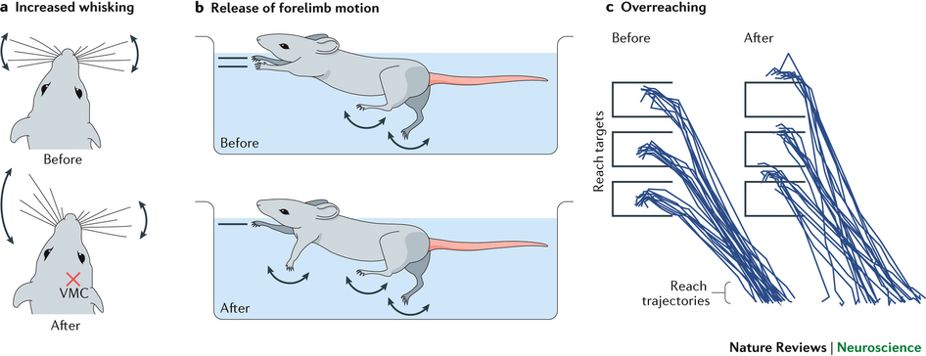 a Increased whisking
Before
VMC
After
b Release of forelimb motion
Before
After
c Overreaching
Before
After
Reach targets
Reach
trajectories
Nature Reviews | Neuroscience